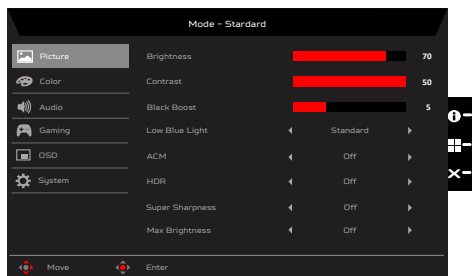 Mode - Stardard
Picture
Brightness 70
Color
Contrast 50
Audio
Black Boost 5
Gaming
Low Blue Light Standard
OSD
ACM Off
System
HDR Off
Super Sharpness Off
Max Brightness Off
Move Enter